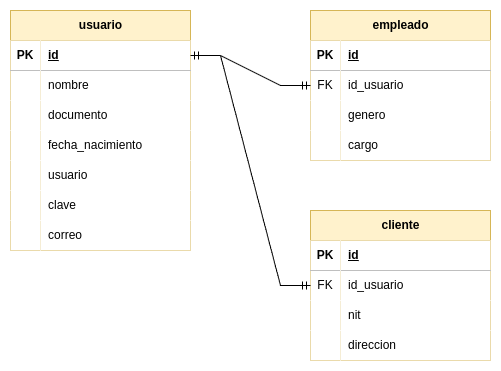 usuario
PK id
nombre
documento
fecha_nacimiento
usuario
clave
correo
empleado
PK id
FK id_usuario
genero
cargo
cliente
PK id
FK id_usuario
nit
direccion